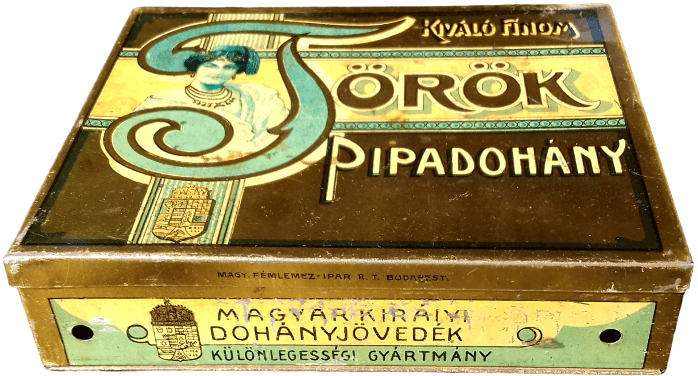 KIVÁLÓ FINOM
TÖRÖK
PIPADOHÁNY
MAGY. FÉMLEMEZ-IPAR R. T. BUDAPEST.
MAGYAR KIRÁLYI
DOHÁNYJÖVEDÉK
KÜLÖNLEGESSÉGI GYÁRTMÁNY